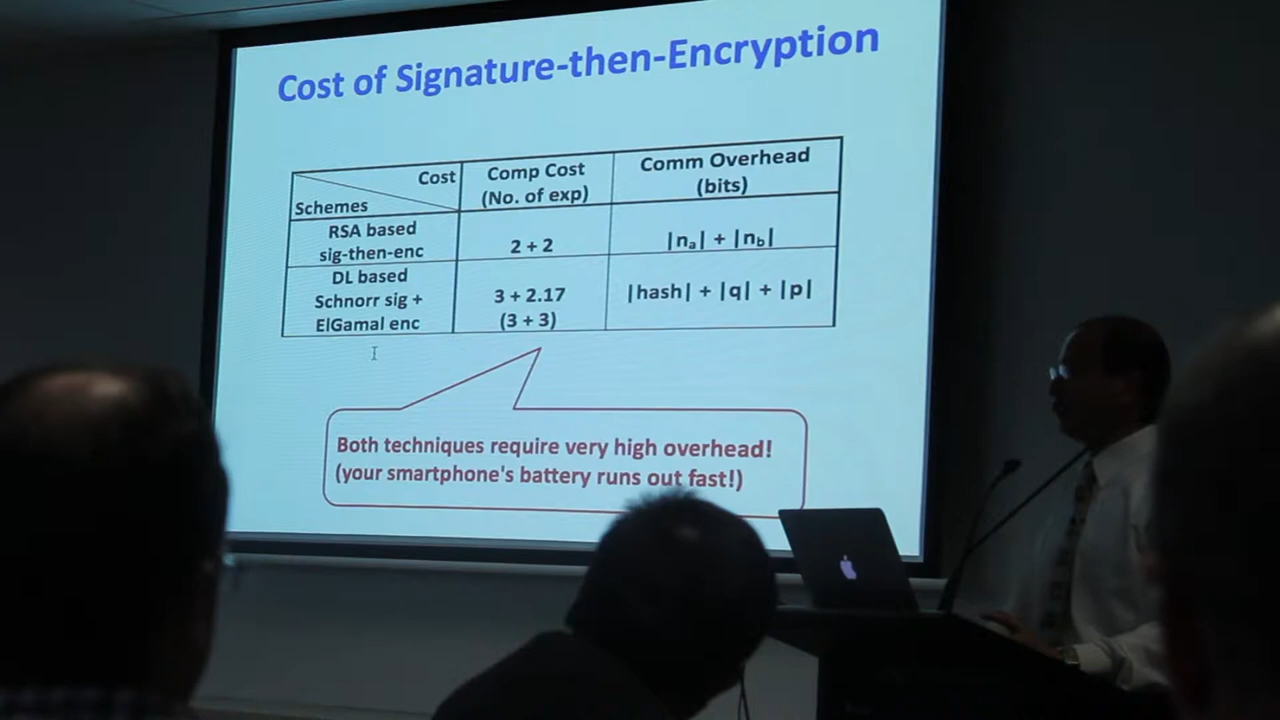 Cost of Signature-then-Encryption
Cost
Schemes
Comp Cost
(No. of exp)
Comm Overhead
(bits)
RSA based
sig-then-enc
2 + 2
|nₐ| + |n_b|
DL based
Schnorr sig +
ElGamal enc
3 + 2.17
(3 + 3)
|hash| + |q| + |p|
Both techniques require very high overhead!
(your smartphone's battery runs out fast!)